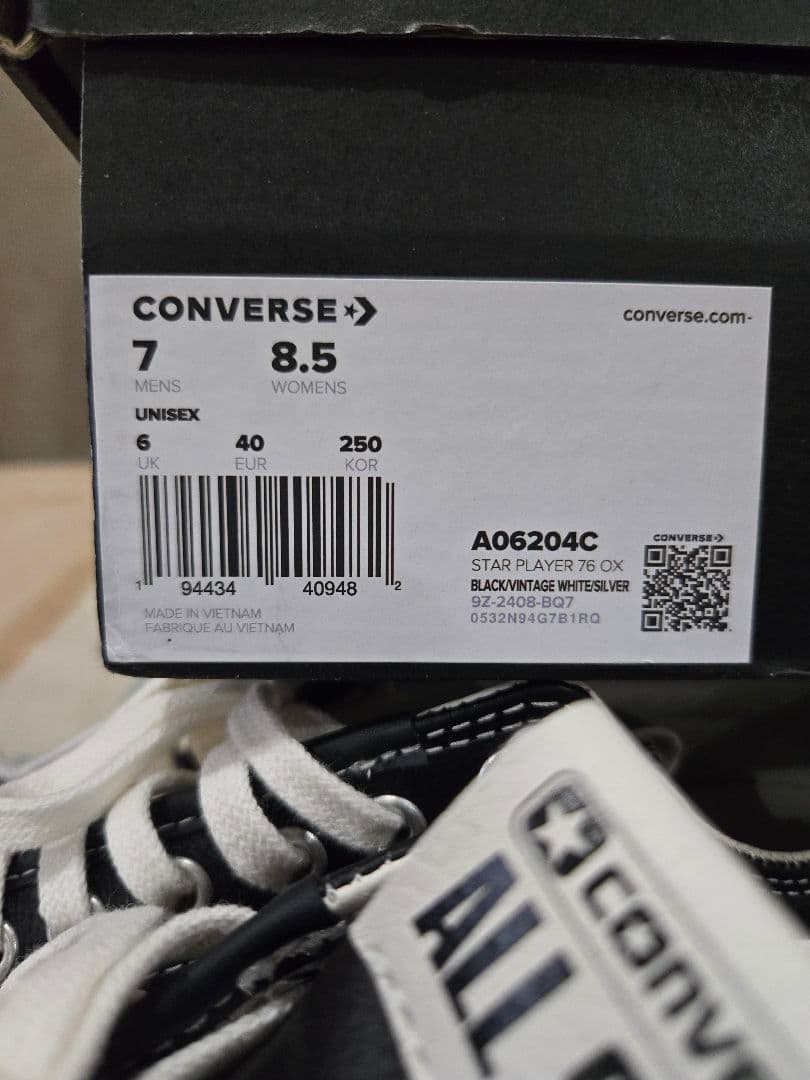 CONVERSE
converse.com-
7 8.5
MENS WOMENS
UNISEX
6 40 250
UK EUR KOR
1 94434 40948 2
MADE IN VIETNAM
FABRIQUE AU VIETNAM
CONVERSE
A06204C
STAR PLAYER 76 OX
BLACK/VINTAGE WHITE/SILVER
9Z-2408-BQ7
0532N94G7B1RQ
CONV
ALL